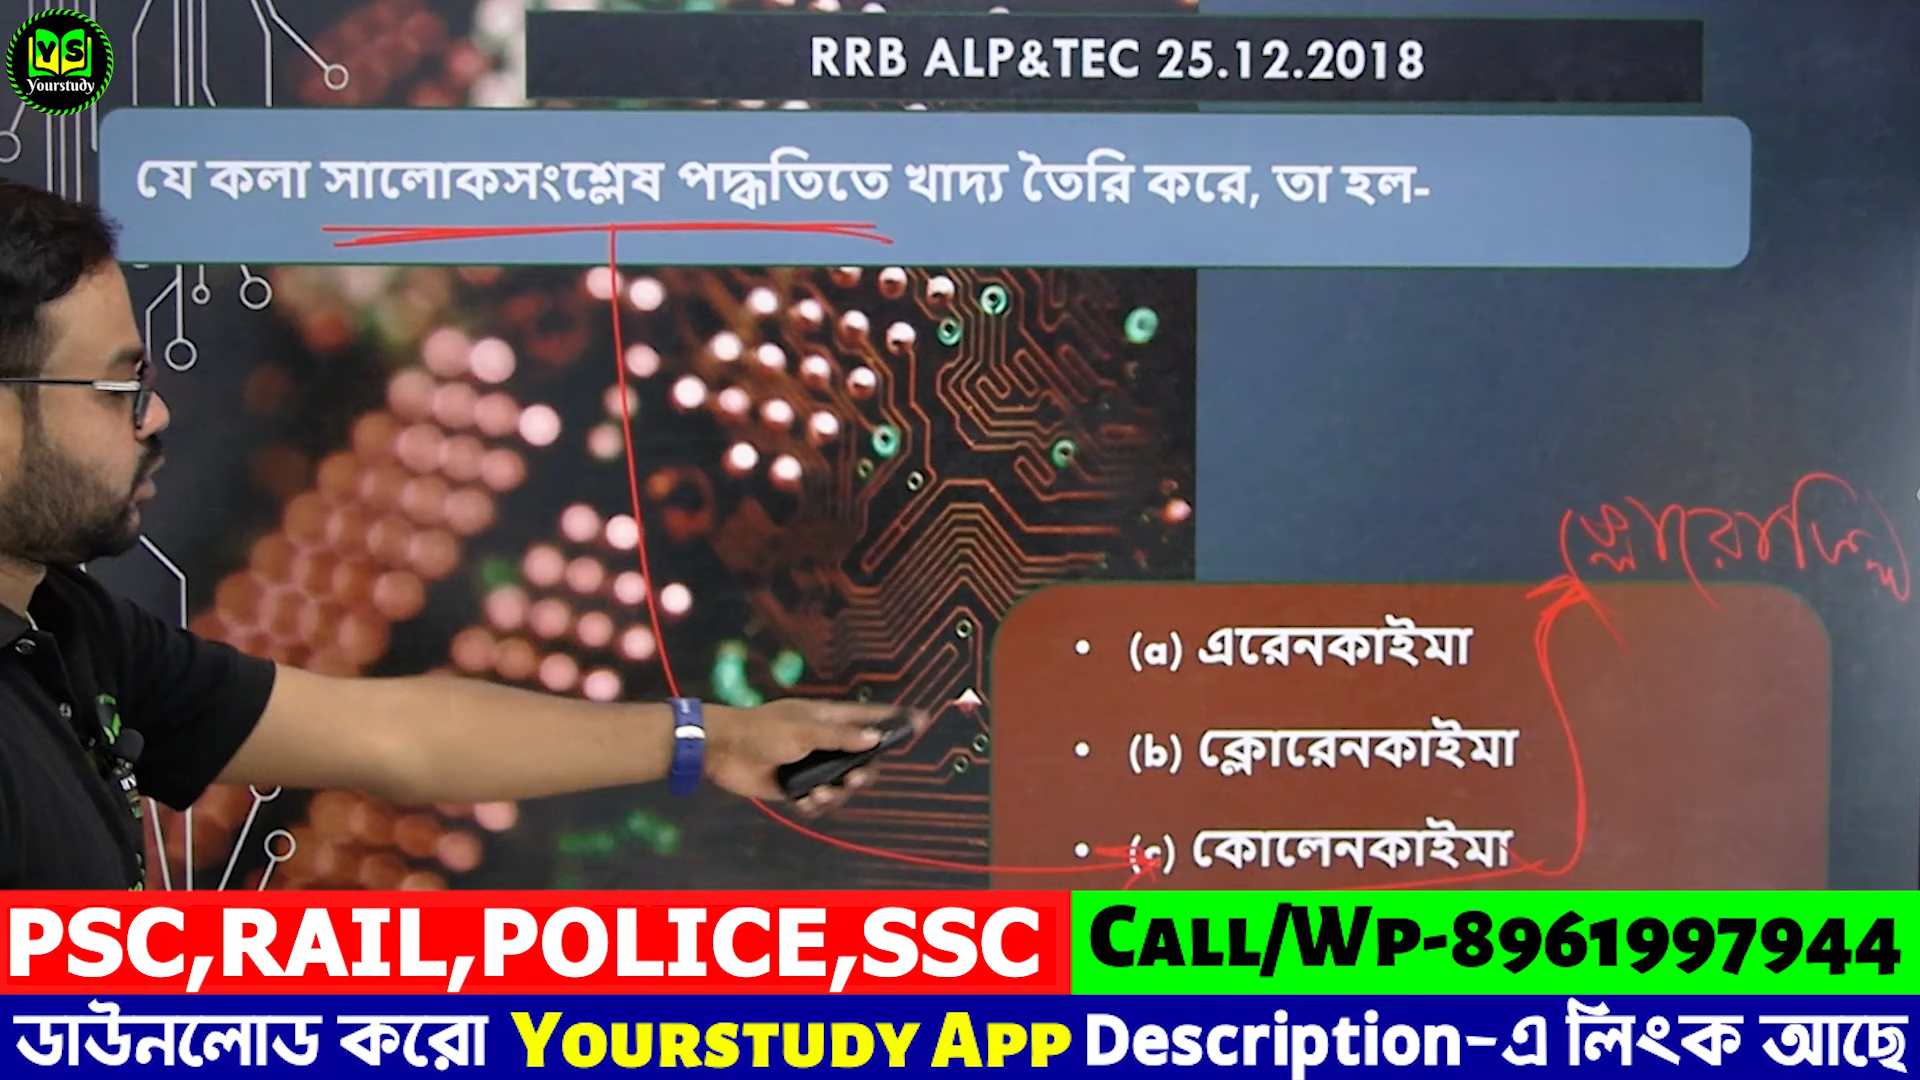 YS
Yourstudy
RRB ALP&TEC 25.12.2018
যে কলা সালোকসংশ্লেষ পদ্ধতিতে খাদ্য তৈরি করে, তা হল-
• (a) এরেনকাইমা
• (b) ক্লোরেনকাইমা
• (c) কোলেনকাইমা
PSC,RAIL,POLICE,SSC
CALL/WP-8961997944
ডাউনলোড করো YOURSTUDY APP Description-এ লিংক আছে